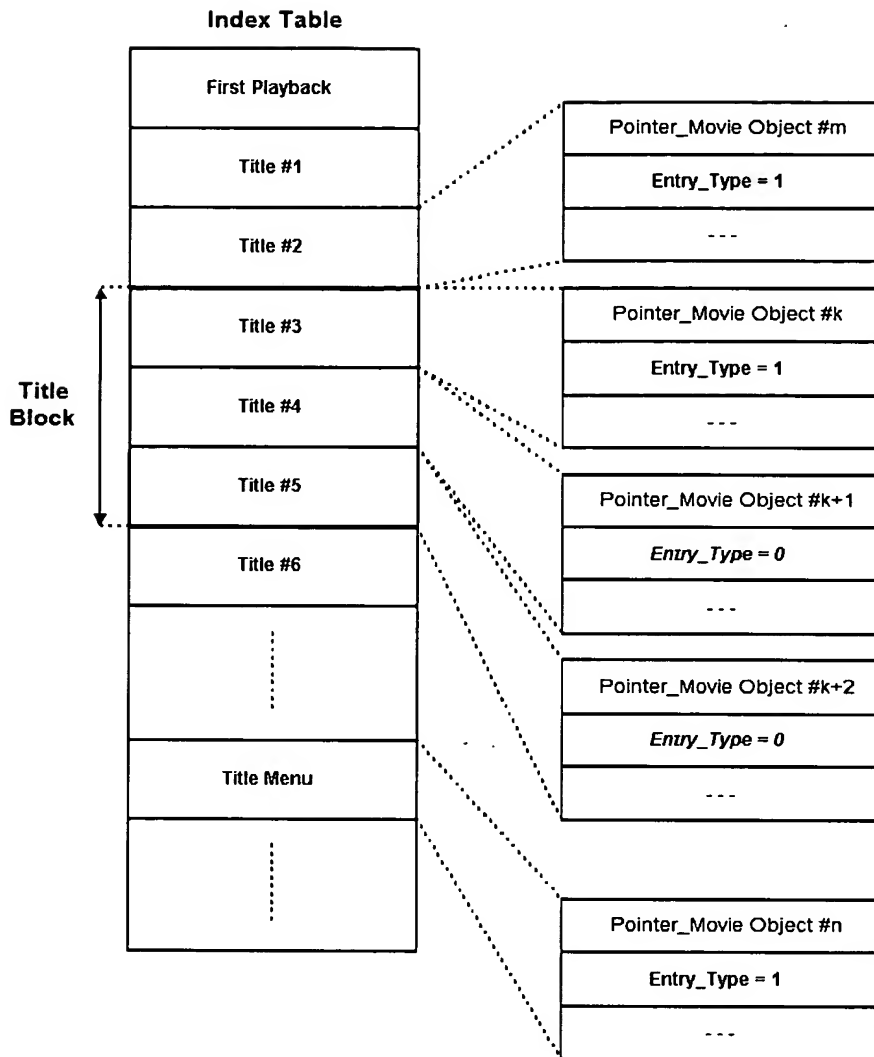 Index Table
First Playback
Title #1
Title #2
Title #3
Title #4
Title #5
Title #6
Title Menu
Title
Block
Pointer_Movie Object #m
Entry_Type = 1
---
Pointer_Movie Object #k
Entry_Type = 1
---
Pointer_Movie Object #k+1
Entry_Type = 0
---
Pointer_Movie Object #k+2
Entry_Type = 0
---
Pointer_Movie Object #n
Entry_Type = 1
---